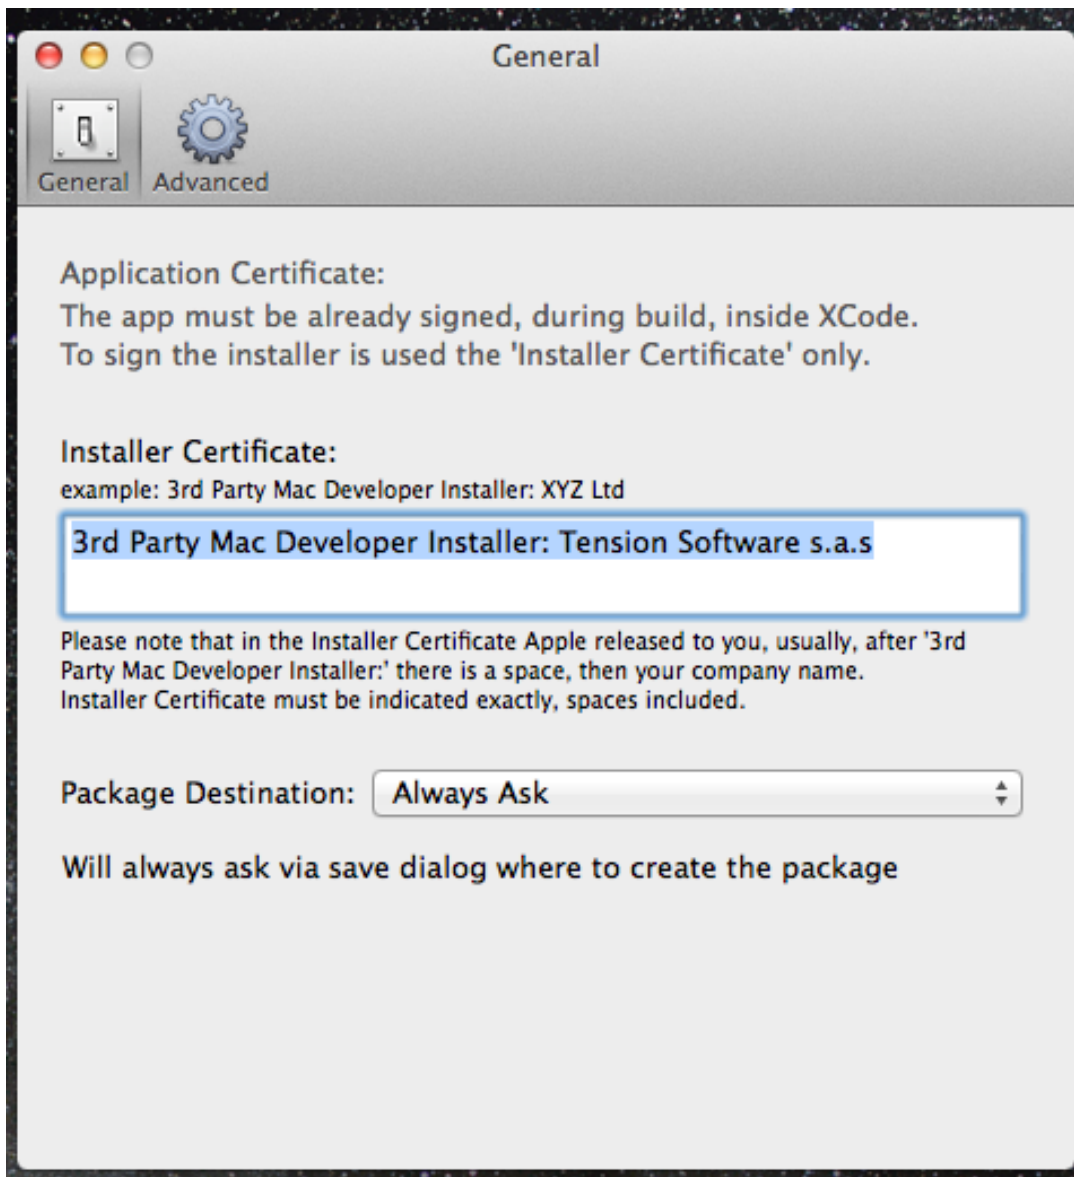 General
General
Advanced
Application Certificate:
The app must be already signed, during build, inside XCode.
To sign the installer is used the 'Installer Certificate' only.
Installer Certificate:
example: 3rd Party Mac Developer Installer: XYZ Ltd
3rd Party Mac Developer Installer: Tension Software s.a.s
Please note that in the Installer Certificate Apple released to you, usually, after '3rd
Party Mac Developer Installer:' there is a space, then your company name.
Installer Certificate must be indicated exactly, spaces included.
Package Destination: Always Ask
Will always ask via save dialog where to create the package